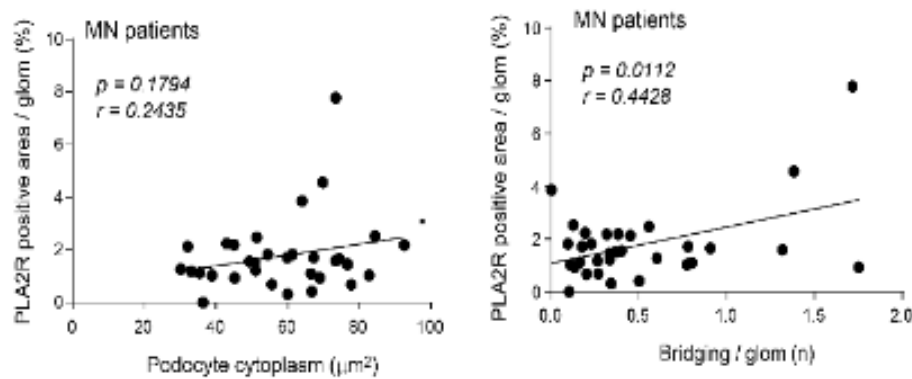 MN patients
p = 0.1794
r = 0.2435
PLA2R positive area / glom (%)
10
8
6
4
2
0
0 20 40 60 80 100
Podocyte cytoplasm (μm²)
MN patients
p = 0.0112
r = 0.4428
PLA2R positive area / glom (%)
10
8
6
4
2
0
0.0 0.5 1.0 1.5 2.0
Bridging / glom (n)